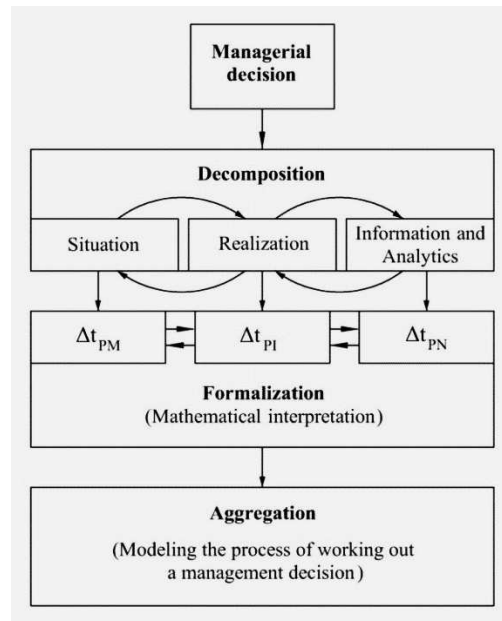 Managerial
decision
Decomposition
Situation
Realization
Information and
Analytics
Δt_PM
Δt_PI
Δt_PN
Formalization
(Mathematical interpretation)
Aggregation
(Modeling the process of working out
a management decision)